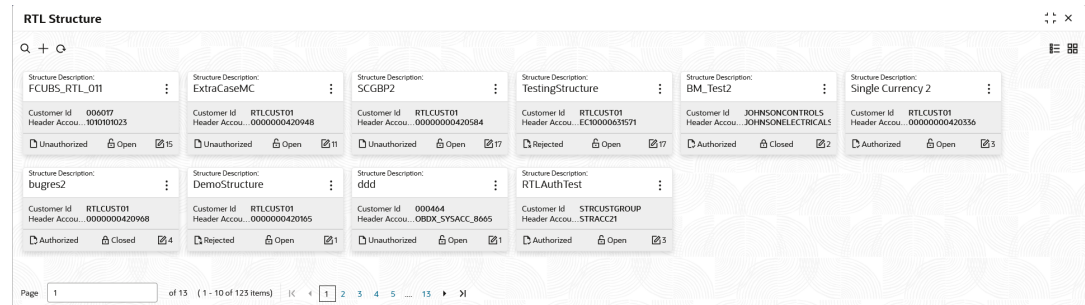 RTL Structure
Structure Description:
FCUBS_RTL_011
Customer Id 006017
Header Accou...1010101023
Unauthorized Open 15
Structure Description:
ExtraCaseMC
Customer Id RTLCUST01
Header Accou...0000000420948
Unauthorized Open 11
Structure Description:
SCGBP2
Customer Id RTLCUST01
Header Accou...00000000420584
Unauthorized Open 17
Structure Description:
TestingStructure
Customer Id RTLCUST01
Header Accou...EC10000631571
Rejected Open 17
Structure Description:
BM_Test2
Customer Id JOHNSONCONTROLS
Header Accou...JOHNSONELECTRICALS
Authorized Closed 2
Structure Description:
Single Currency 2
Customer Id RTLCUST01
Header Accou...00000000420336
Authorized Open 3
Structure Description:
bugres2
Customer Id RTLCUST01
Header Accou...0000000420968
Authorized Closed 4
Structure Description:
DemoStructure
Customer Id RTLCUST01
Header Accou...0000000420165
Rejected Open 1
Structure Description:
ddd
Customer Id 000464
Header Accou...OBDX_SYSACC_8665
Unauthorized Open 1
Structure Description:
RTLAuthTest
Customer Id STRCUSTGROUP
Header Accou...STRACC21
Authorized Open 3
Page 1 of 13 (1 - 10 of 123 items) 1 2 3 4 5 .... 13